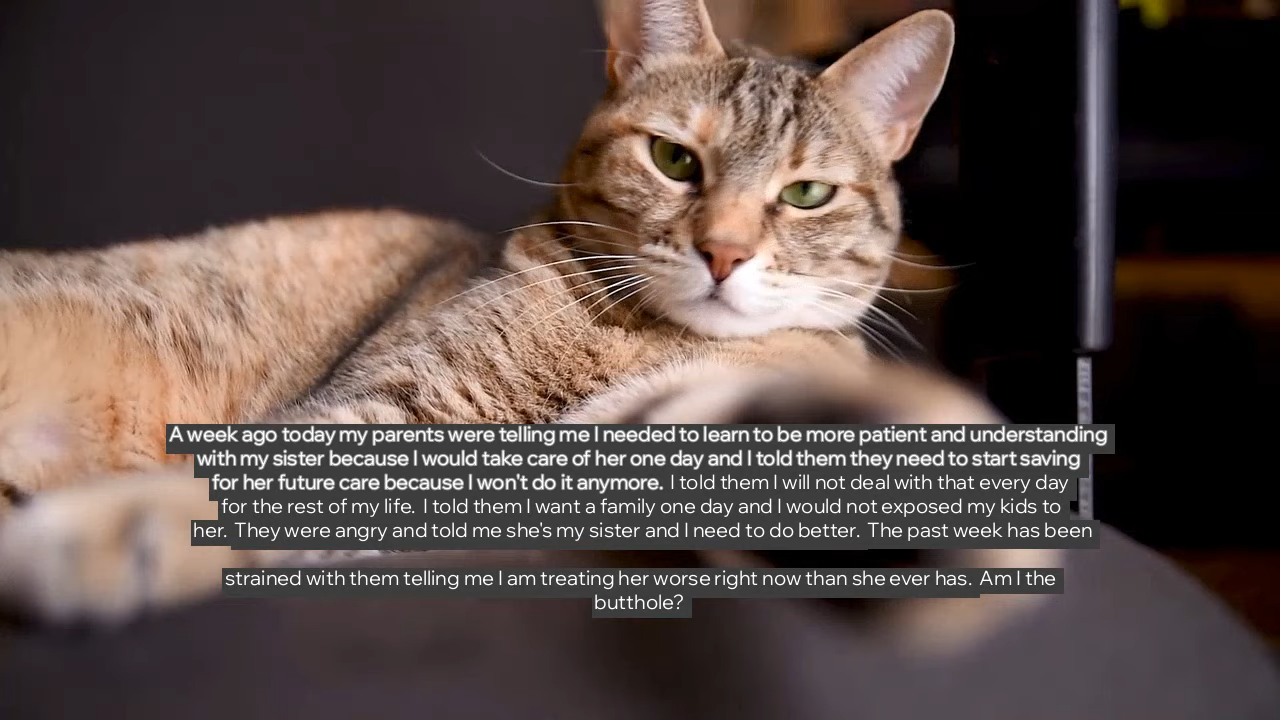 A week ago today my parents were telling me I needed to learn to be more patient and understanding
with my sister because I would take care of her one day and I told them they need to start saving
for her future care because I won't do it anymore. I told them I will not deal with that every day
for the rest of my life. I told them I want a family one day and I would not exposed my kids to
her. They were angry and told me she's my sister and I need to do better. The past week has been
strained with them telling me I am treating her worse right now than she ever has. Am I the
butthole?